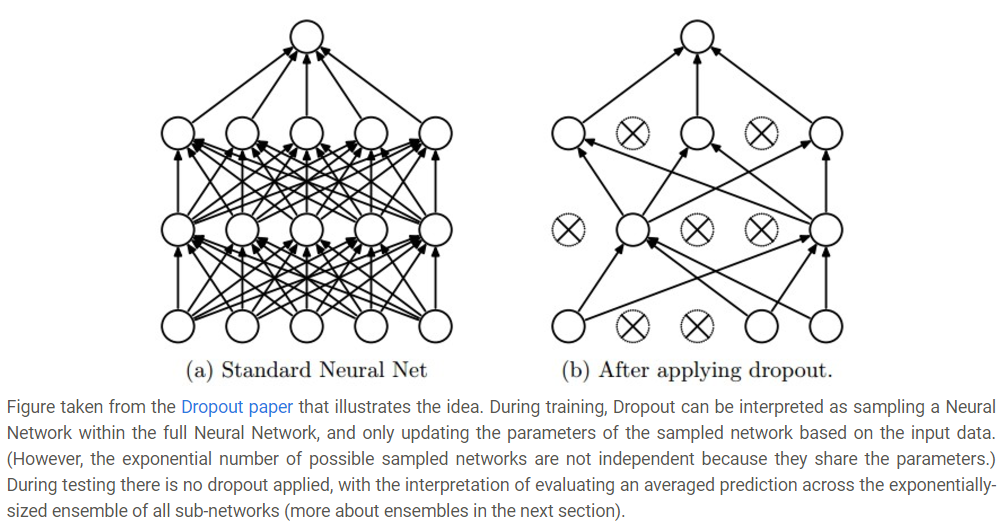 (a) Standard Neural Net
(b) After applying dropout.
Figure taken from the Dropout paper that illustrates the idea. During training, Dropout can be interpreted as sampling a Neural
Network within the full Neural Network, and only updating the parameters of the sampled network based on the input data.
(However, the exponential number of possible sampled networks are not independent because they share the parameters.)
During testing there is no dropout applied, with the interpretation of evaluating an averaged prediction across the exponentially-
sized ensemble of all sub-networks (more about ensembles in the next section).